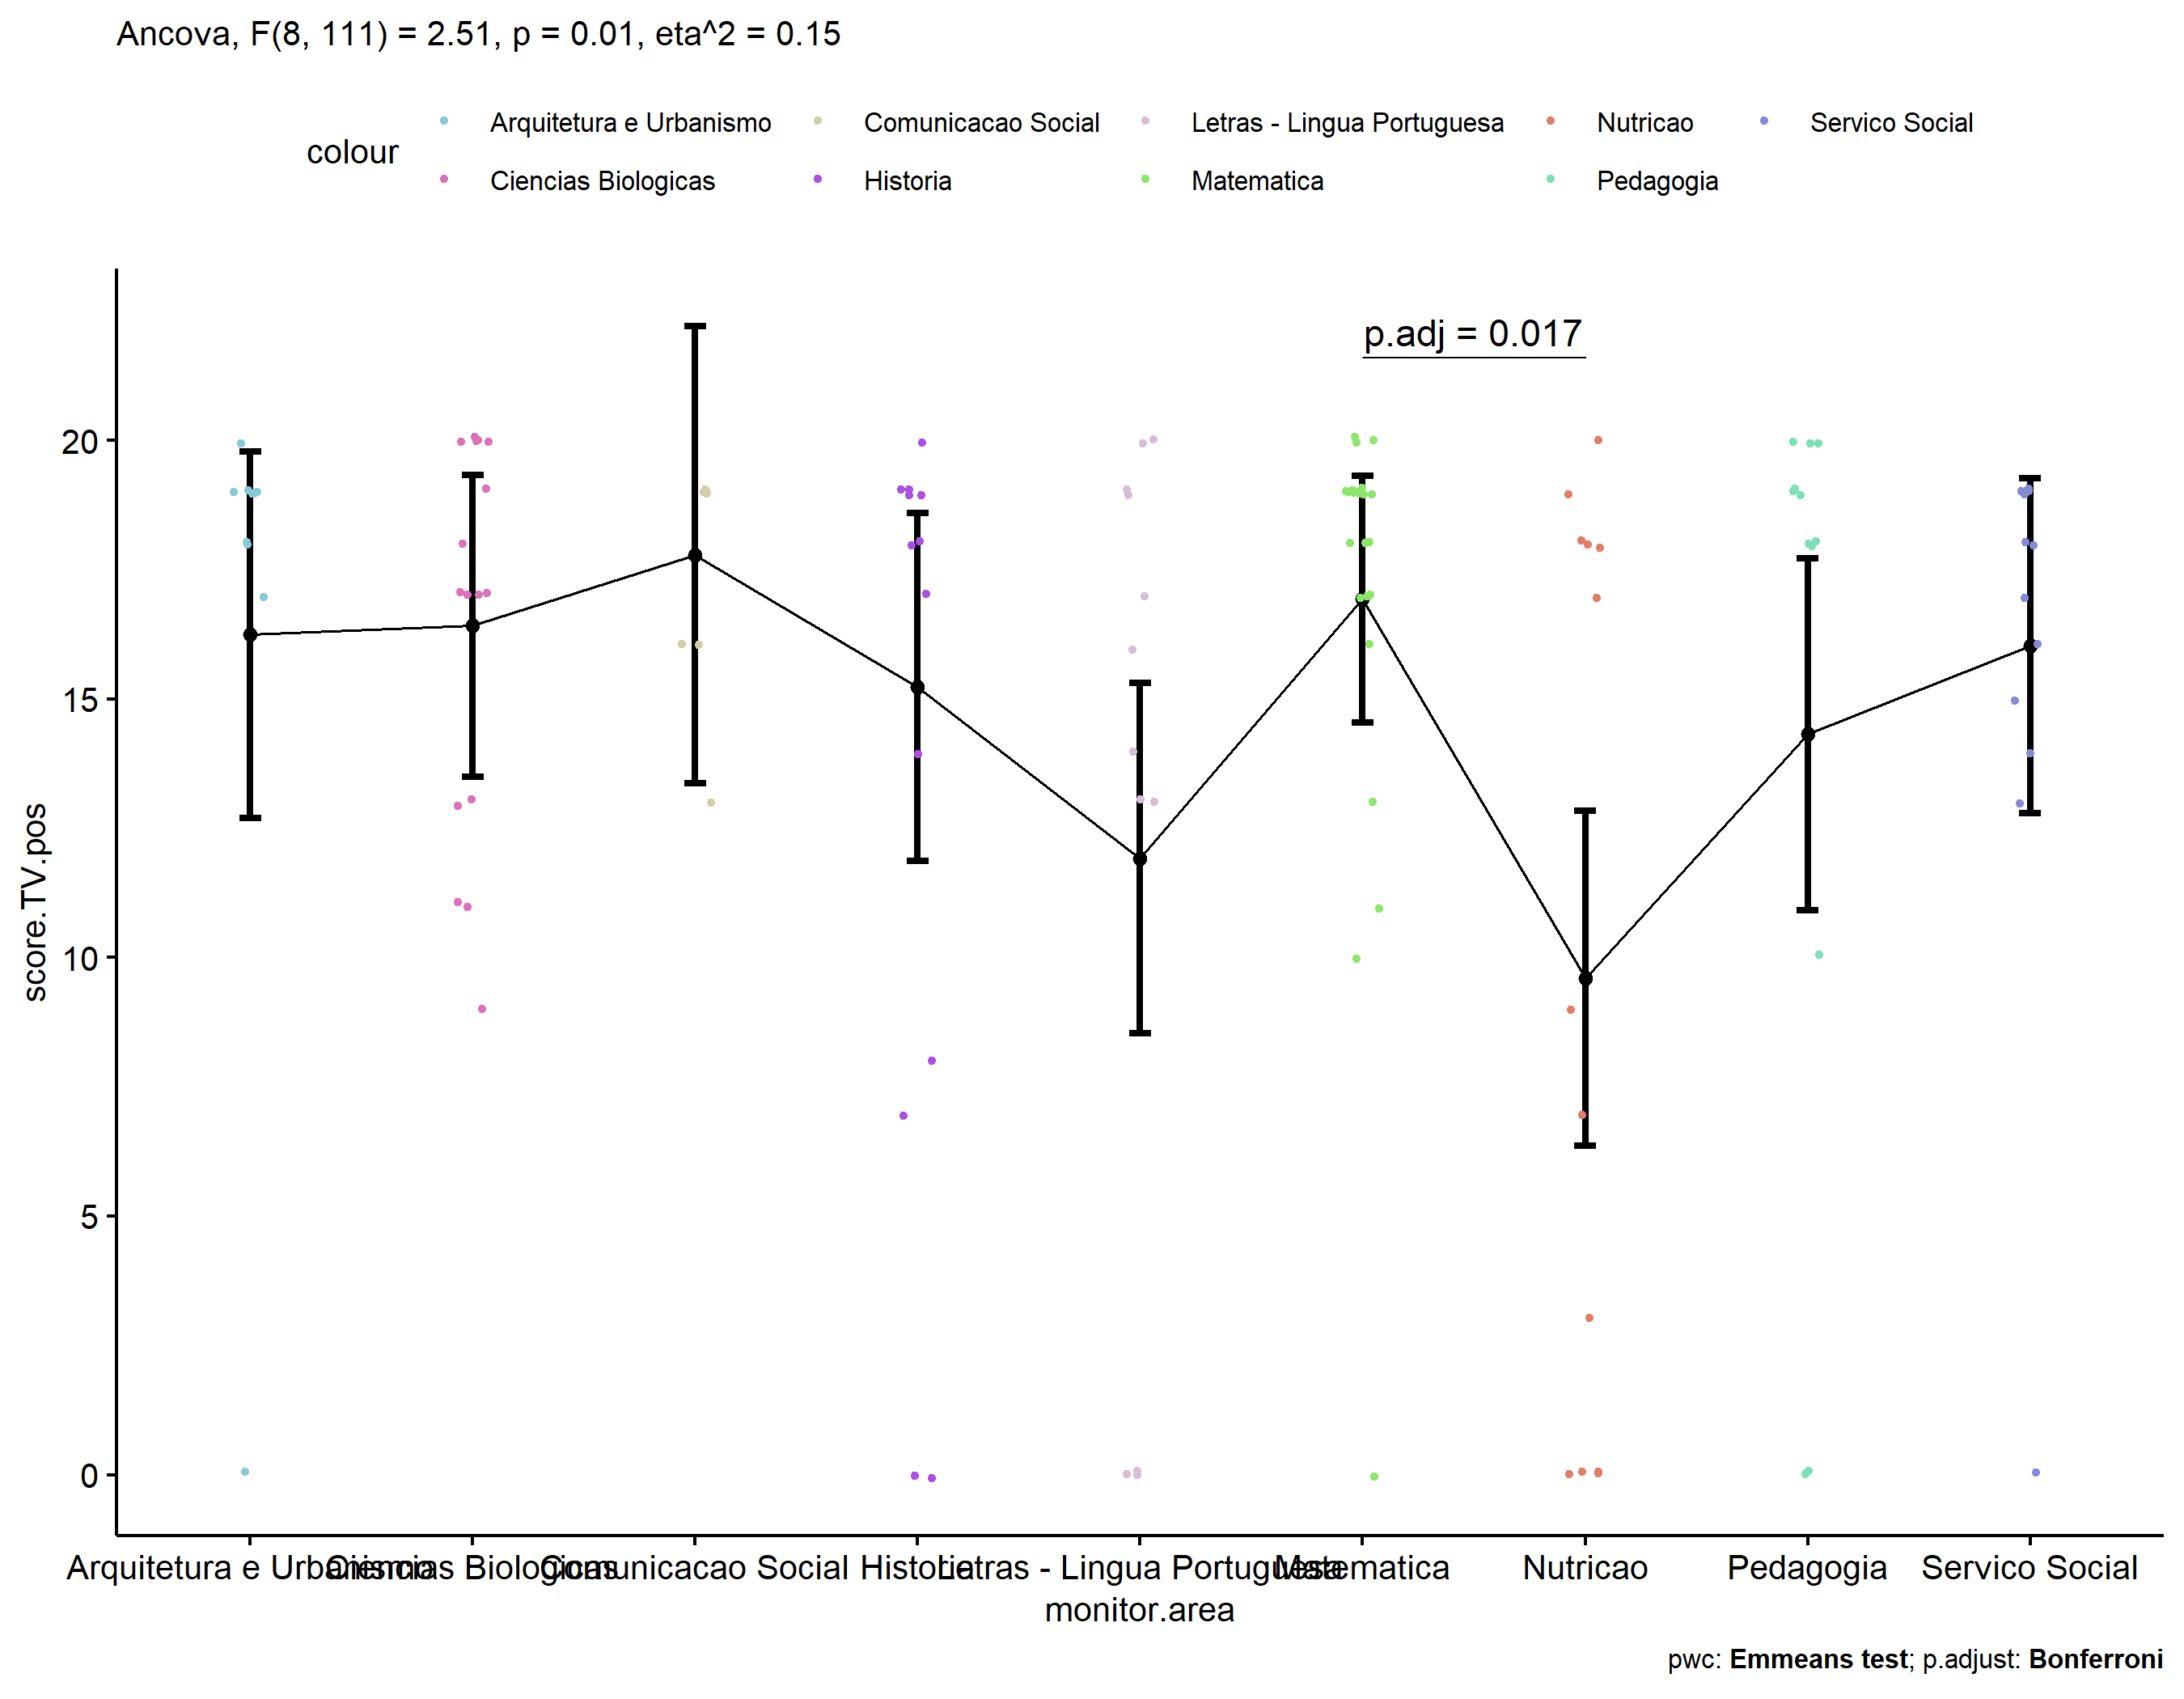 Ancova, F(8, 111) = 2.51, p = 0.01, eta^2 = 0.15
colour
Arquitetura e Urbanismo
Comunicacao Social
Letras - Lingua Portuguesa
Nutricao
Servico Social
Ciencias Biologicas
Historia
Matematica
Pedagogia
p.adj = 0.017
score.TV.pos
20
15
10
5
0
Arquitetura e Urbanismo
Ciencias Biologicas
Comunicacao Social
Historia
Letras - Lingua Portuguesa
Matematica
Nutricao
Pedagogia
Servico Social
monitor.area
pwc: Emmeans test; p.adjust: Bonferroni